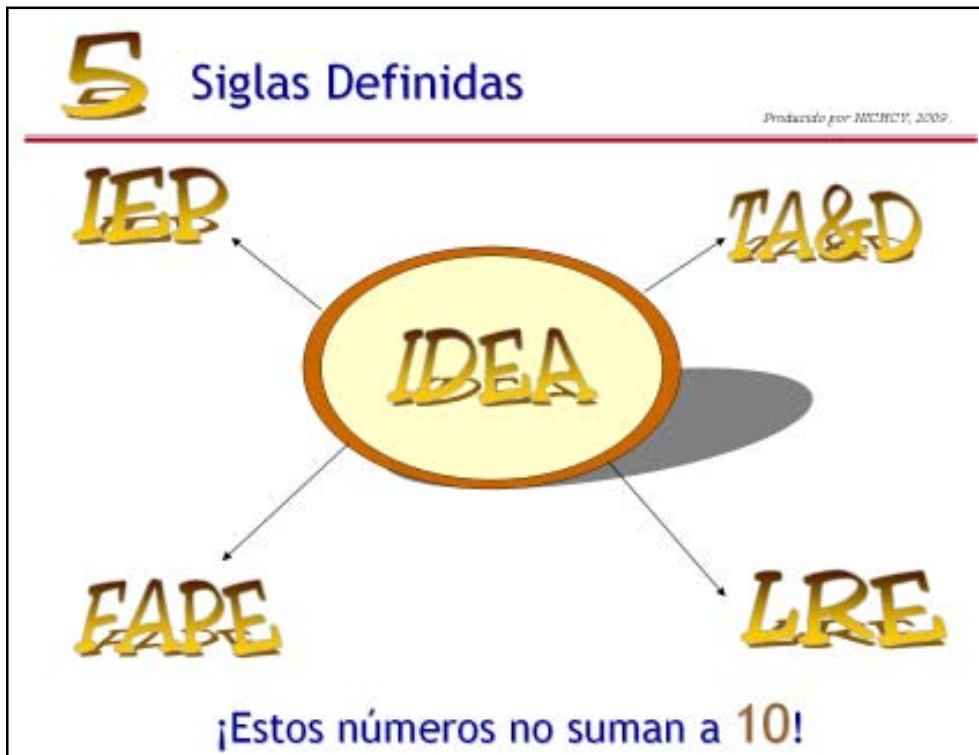 5 Siglas Definidas
Producido por NICHCY, 2009
IEP
TA&D
IDEA
FAPE
LRE
¡Estos números no suman a 10!